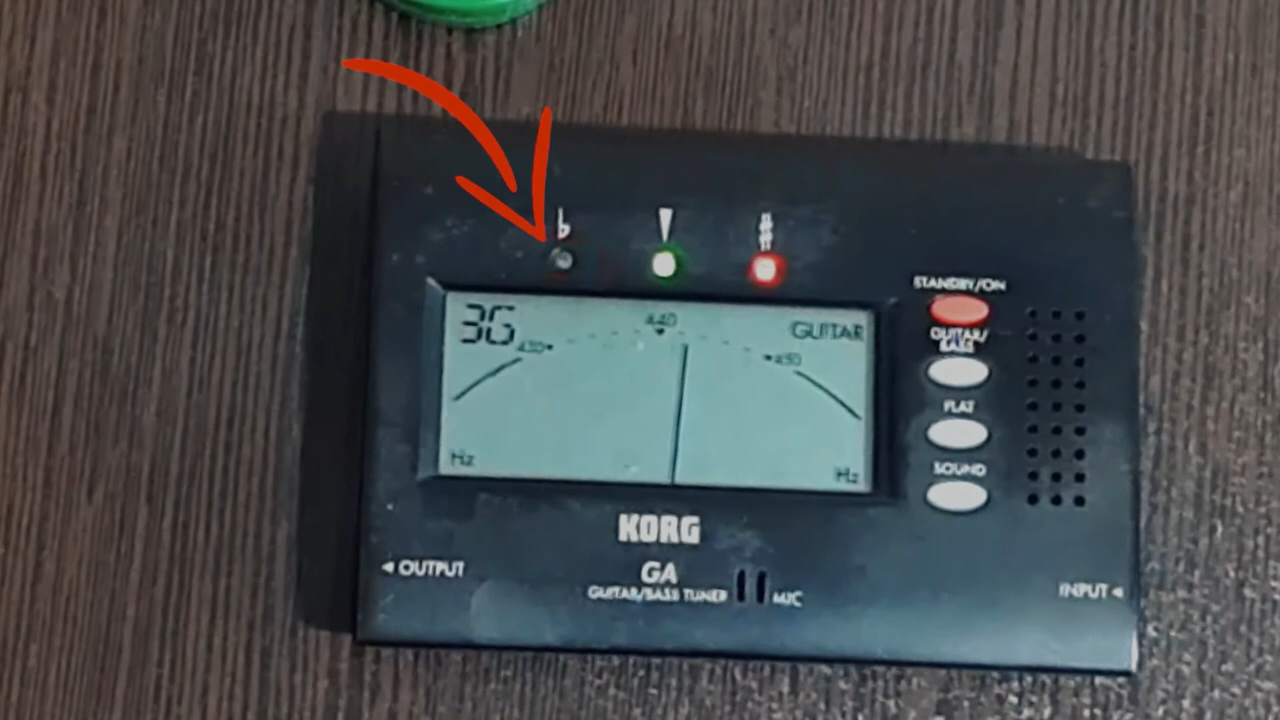 ♭ ▼ #
STANDBY/ON
3G
430
440
450
GUITAR
GUITAR/
BASS
FLAT
SOUND
Hz
Hz
KORG
GA
GUITAR/BASS TUNER
MIC
◄ OUTPUT
INPUT ◄